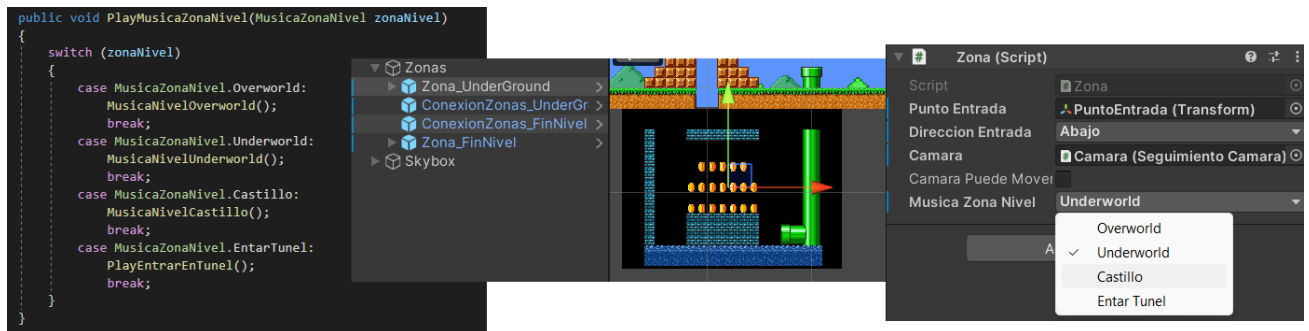 public void PlayMusicaZonaNivel(MusicaZonaNivel zonaNivel)
{
switch (zonaNivel)
{
case MusicaZonaNivel.Overworld:
MusicaNivelOverworld();
break;
case MusicaZonaNivel.Underworld:
MusicaNivelUnderworld();
break;
case MusicaZonaNivel.Castillo:
MusicaNivelCastillo();
break;
case MusicaZonaNivel.EntarTunel:
PlayEntrarEnTunel();
break;
}
}
Zonas
Zona_UnderGround
ConexionZonas_UnderGr
ConexionZonas_FinNivel
Zona_FinNivel
Skybox
Zona (Script)
Script Zona
Punto Entrada PuntoEntrada (Transform)
Direccion Entrada Abajo
Camara Camara (Seguimiento Camara)
Camara Puede Mover
Musica Zona Nivel Underworld
Overworld
Underworld
A
Castillo
Entar Tunel